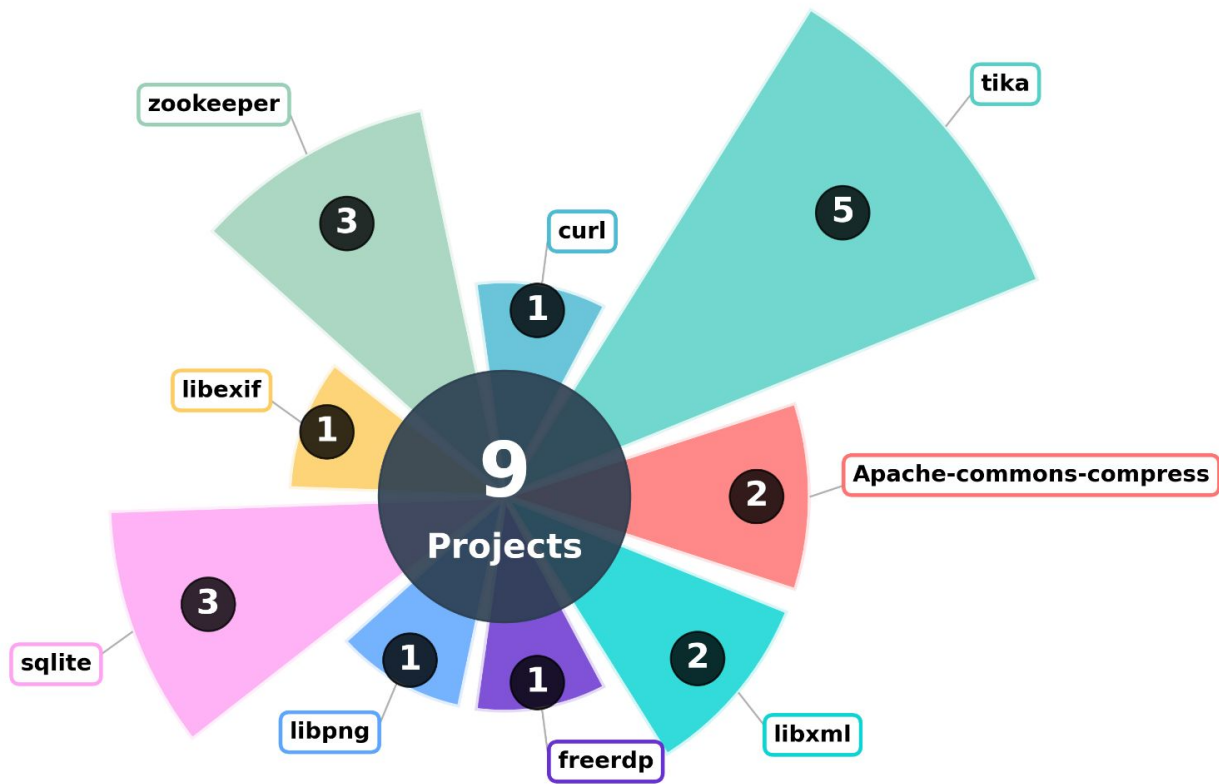 tika
zookeeper
5
3
curl
1
libexif
1
9
Projects
Apache-commons-compress
2
3
sqlite
1
libpng
1
freerdp
2
libxml